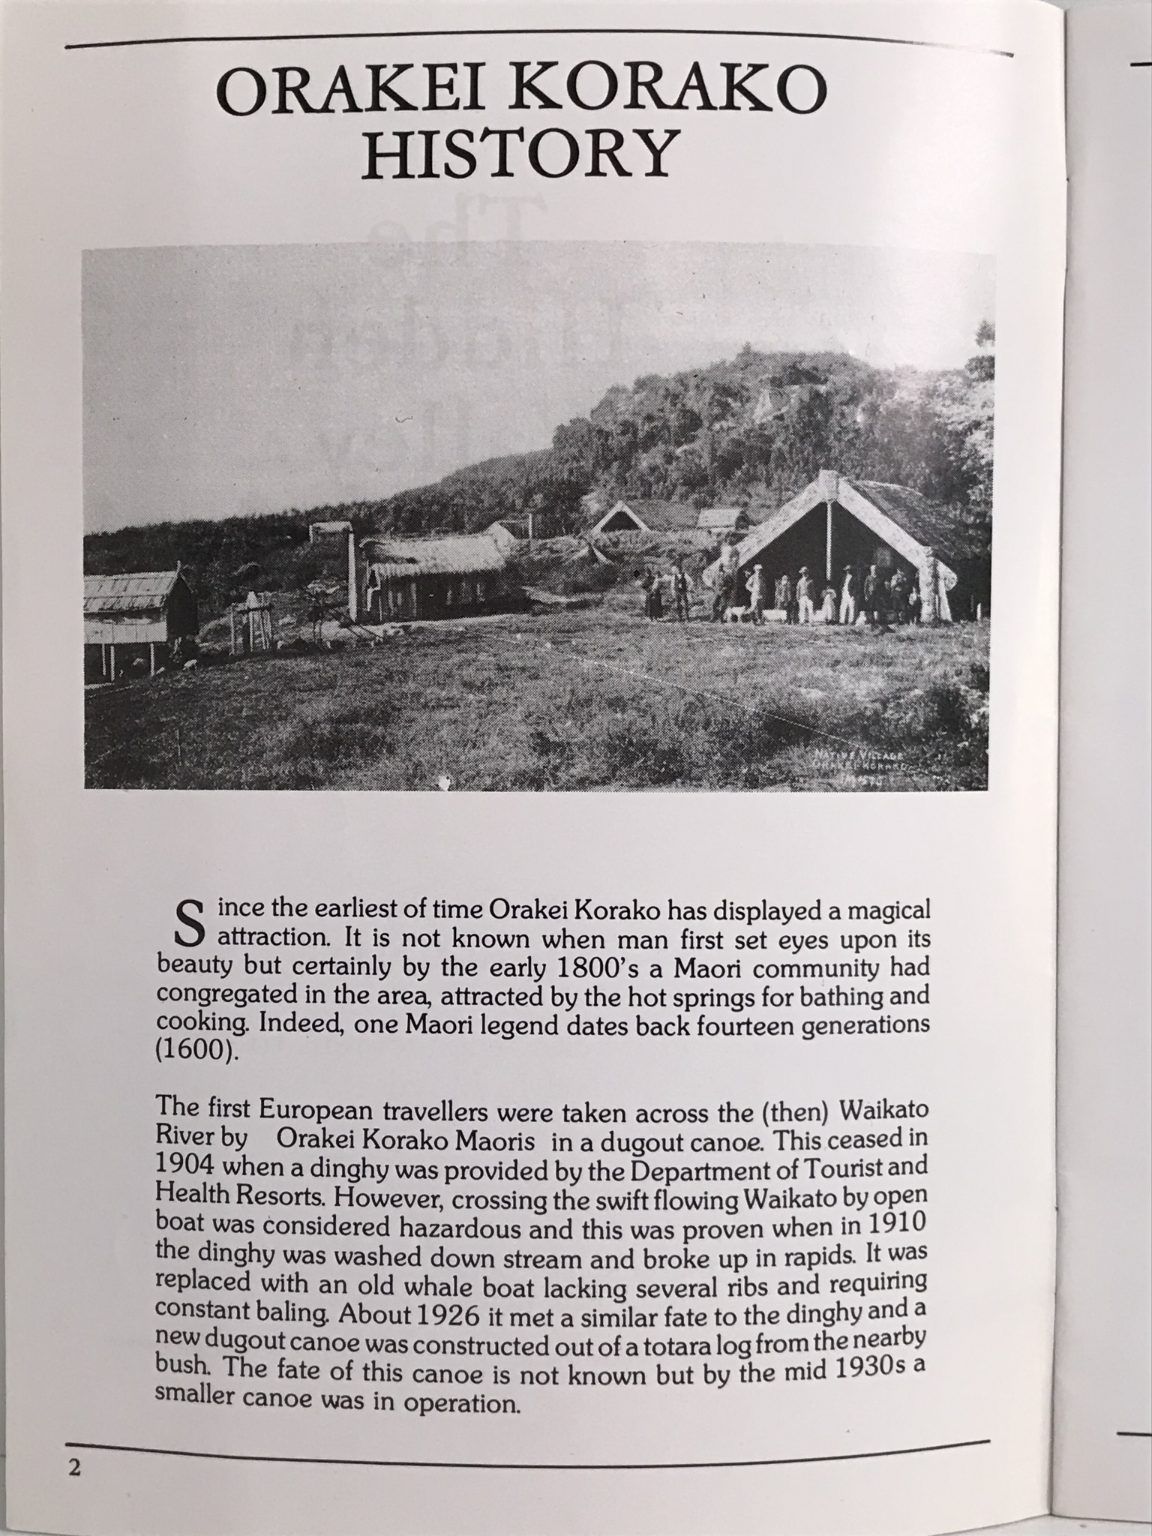 ORAKEI KORAKO
HISTORY
NATIVE VILLAGE
ORAKEI KORAKO
Since the earliest of time Orakei Korako has displayed a magical
attraction. It is not known when man first set eyes upon its
beauty but certainly by the early 1800's a Maori community had
congregated in the area, attracted by the hot springs for bathing and
cooking. Indeed, one Maori legend dates back fourteen generations
(1600).
The first European travellers were taken across the (then) Waikato
River by Orakei Korako Maoris in a dugout canoe. This ceased in
1904 when a dinghy was provided by the Department of Tourist and
Health Resorts. However, crossing the swift flowing Waikato by open
boat was considered hazardous and this was proven when in 1910
the dinghy was washed down stream and broke up in rapids. It was
replaced with an old whale boat lacking several ribs and requiring
constant baling. About 1926 it met a similar fate to the dinghy and a
new dugout canoe was constructed out of a totara log from the nearby
bush. The fate of this canoe is not known but by the mid 1930s a
smaller canoe was in operation.
2